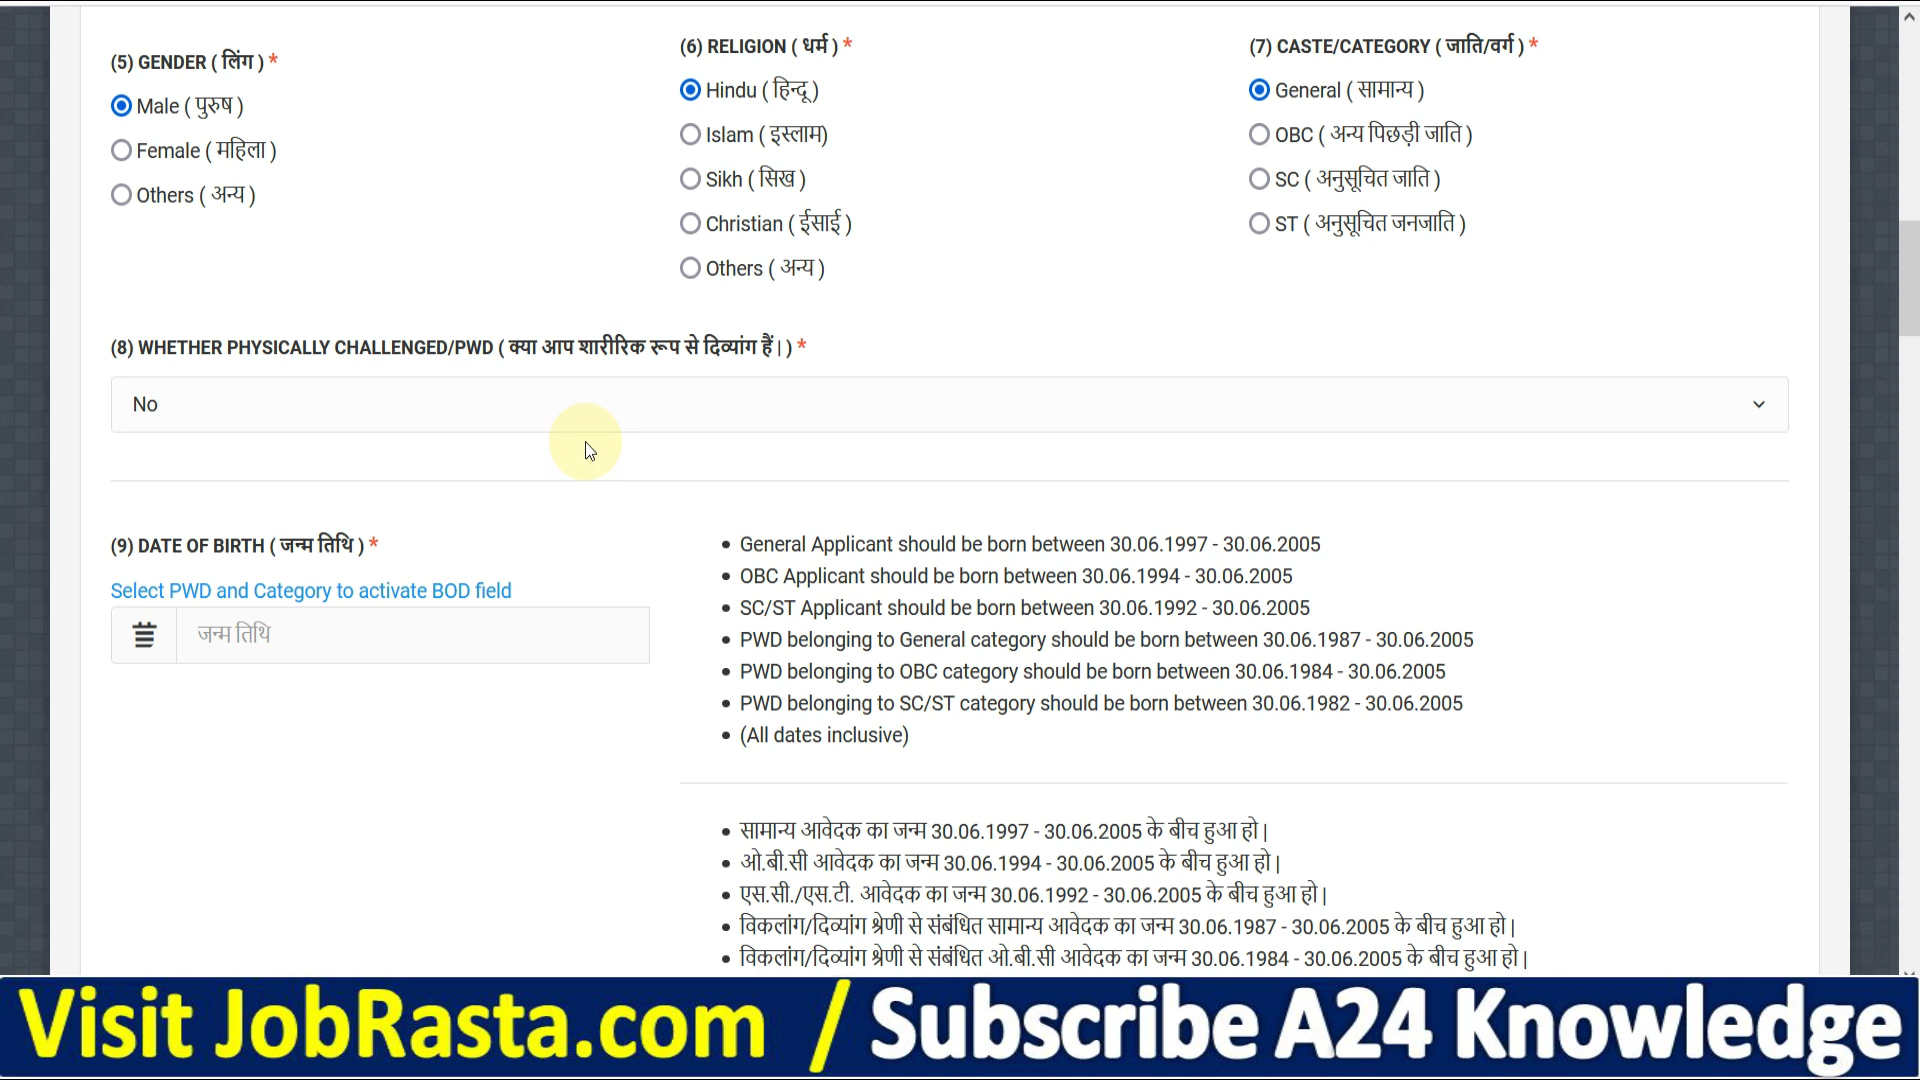 (5) GENDER ( लिंग ) *
Male ( पुरुष )
Female ( महिला )
Others ( अन्य )
(6) RELIGION ( धर्म ) *
Hindu ( हिन्दू )
Islam ( इस्लाम)
Sikh ( सिख )
Christian ( ईसाई )
Others ( अन्य )
(7) CASTE/CATEGORY ( जाति/वर्ग ) *
General ( सामान्य )
OBC ( अन्य पिछड़ी जाति )
SC ( अनुसूचित जाति )
ST ( अनुसूचित जनजाति )
(8) WHETHER PHYSICALLY CHALLENGED/PWD ( क्या आप शारीरिक रूप से दिव्यांग हैं | ) *
No
(9) DATE OF BIRTH ( जन्म तिथि ) *
Select PWD and Category to activate BOD field
जन्म तिथि
• General Applicant should be born between 30.06.1997 - 30.06.2005
• OBC Applicant should be born between 30.06.1994 - 30.06.2005
• SC/ST Applicant should be born between 30.06.1992 - 30.06.2005
• PWD belonging to General category should be born between 30.06.1987 - 30.06.2005
• PWD belonging to OBC category should be born between 30.06.1984 - 30.06.2005
• PWD belonging to SC/ST category should be born between 30.06.1982 - 30.06.2005
• (All dates inclusive)
• सामान्य आवेदक का जन्म 30.06.1997 - 30.06.2005 के बीच हुआ हो |
• ओ.बी.सी आवेदक का जन्म 30.06.1994 - 30.06.2005 के बीच हुआ हो |
• एस.सी./एस.टी. आवेदक का जन्म 30.06.1992 - 30.06.2005 के बीच हुआ हो |
• विकलांग/दिव्यांग श्रेणी से संबंधित सामान्य आवेदक का जन्म 30.06.1987 - 30.06.2005 के बीच हुआ हो |
• विकलांग/दिव्यांग श्रेणी से संबंधित ओ.बी.सी आवेदक का जन्म 30.06.1984 - 30.06.2005 के बीच हुआ हो |
Visit JobRasta.com / Subscribe A24 Knowledge